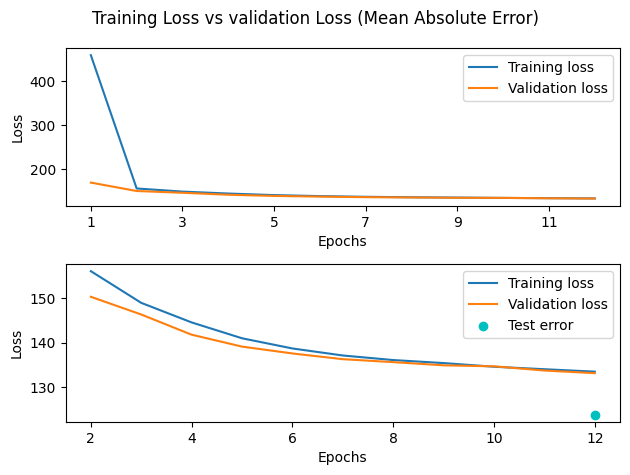 Training Loss vs validation Loss (Mean Absolute Error)
Loss
400
300
200
Training loss
Validation loss
1 3 5 7 9 11
Epochs
Loss
150
140
130
Training loss
Validation loss
Test error
2 4 6 8 10 12
Epochs